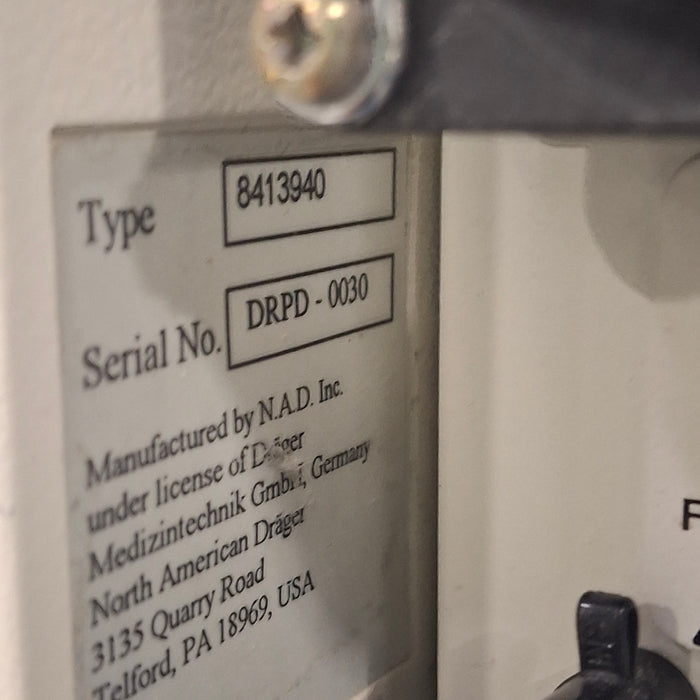 Type 8413940
Serial No. DRPD - 0030
Manufactured by N.A.D. Inc.
under license of Dräger
Medizintechnik GmbH, Germany
North American Dräger
3135 Quarry Road
Telford, PA 18969, USA
F